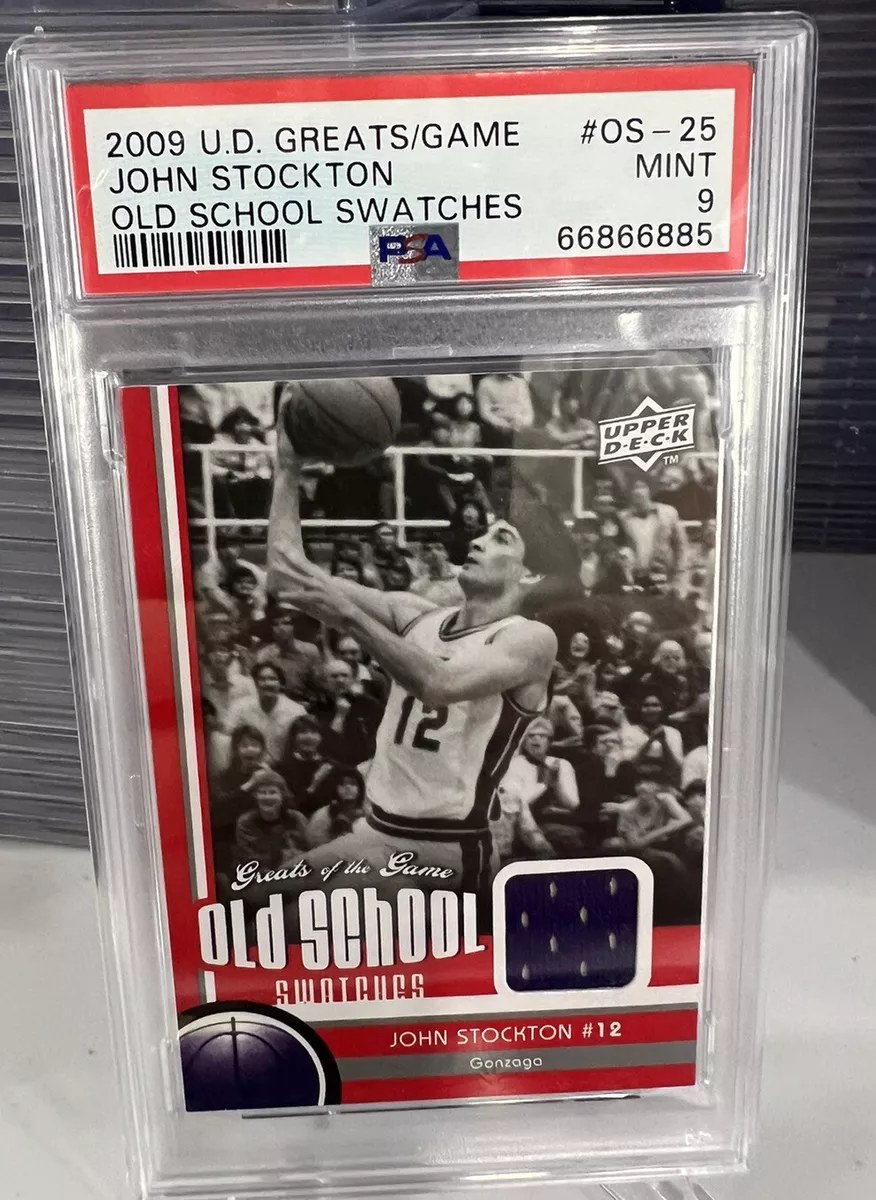 2009 U.D. GREATS/GAME #OS-25
JOHN STOCKTON MINT
OLD SCHOOL SWATCHES 9
PSA 66866885
UPPER
D·E·C·K
TM
12
Greats of the Game
OLd SChOOL
SWATCHES
JOHN STOCKTON #12
Gonzaga